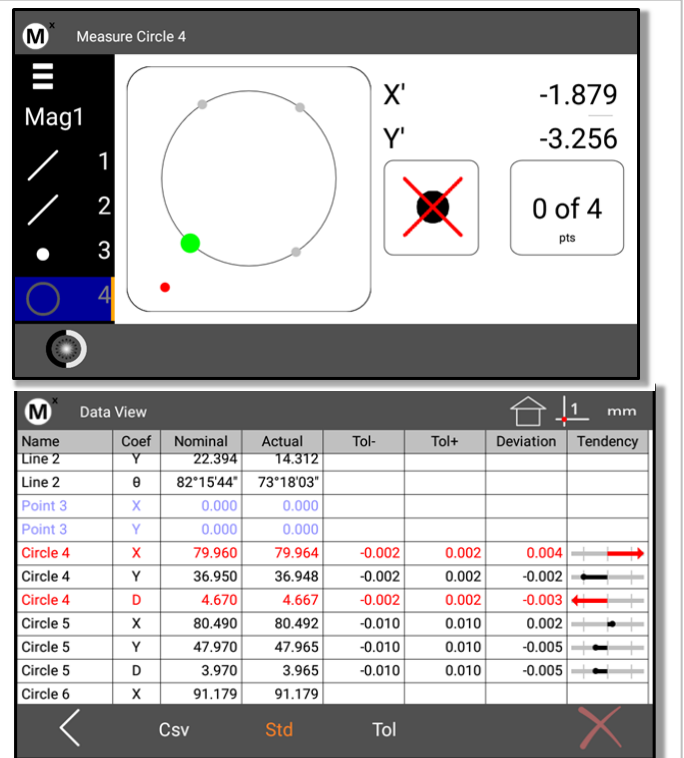 M x Measure Circle 4
Mag1
1
2
3
4
X' -1.879
Y' -3.256
0 of 4
pts
M x Data View 1 mm
Name Coef Nominal Actual Tol- Tol+ Deviation Tendency
Line 2 Y 22.394 14.312
Line 2 θ 82°15'44" 73°18'03"
Point 3 X 0.000 0.000
Point 3 Y 0.000 0.000
Circle 4 X 79.960 79.964 -0.002 0.002 0.004
Circle 4 Y 36.950 36.948 -0.002 0.002 -0.002
Circle 4 D 4.670 4.667 -0.002 0.002 -0.003
Circle 5 X 80.490 80.492 -0.010 0.010 0.002
Circle 5 Y 47.970 47.965 -0.010 0.010 -0.005
Circle 5 D 3.970 3.965 -0.010 0.010 -0.005
Circle 6 X 91.179 91.179
Csv Std Tol